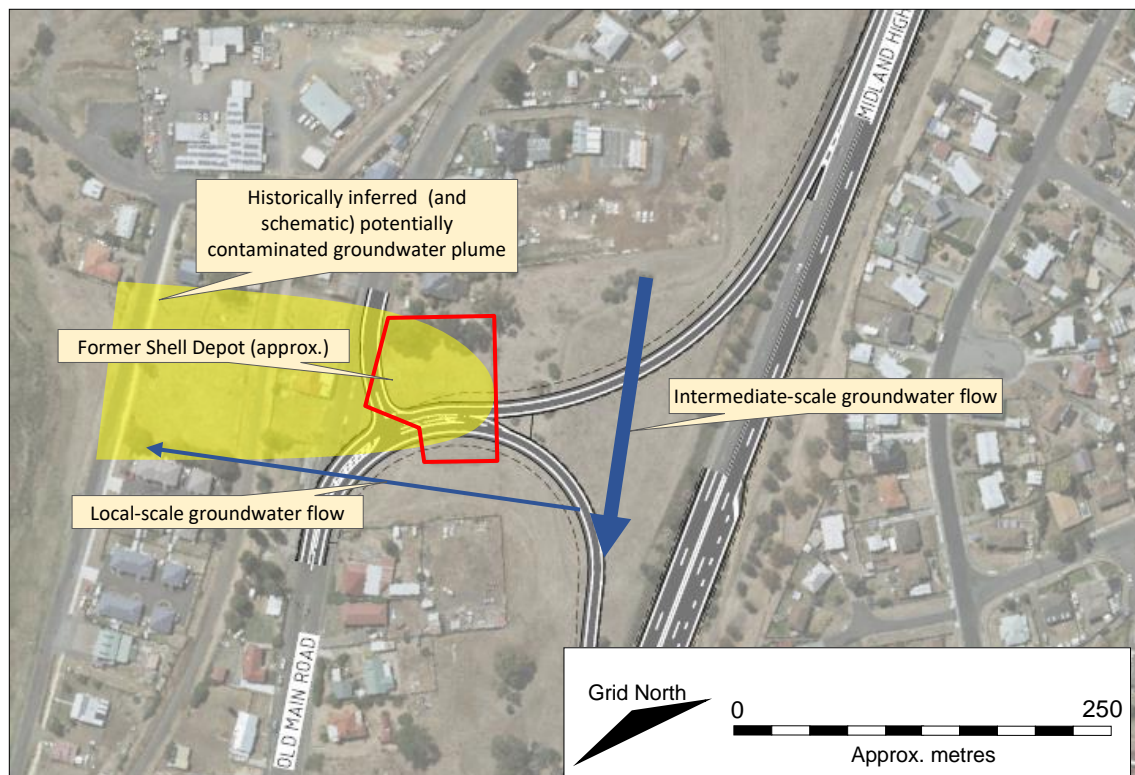 MIDLAND HIGH
Historically inferred (and
schematic) potentially
contaminated groundwater plume
Former Shell Depot (approx.)
Intermediate-scale groundwater flow
Local-scale groundwater flow
OLD MAIN ROAD
Grid North
0
250
Approx. metres